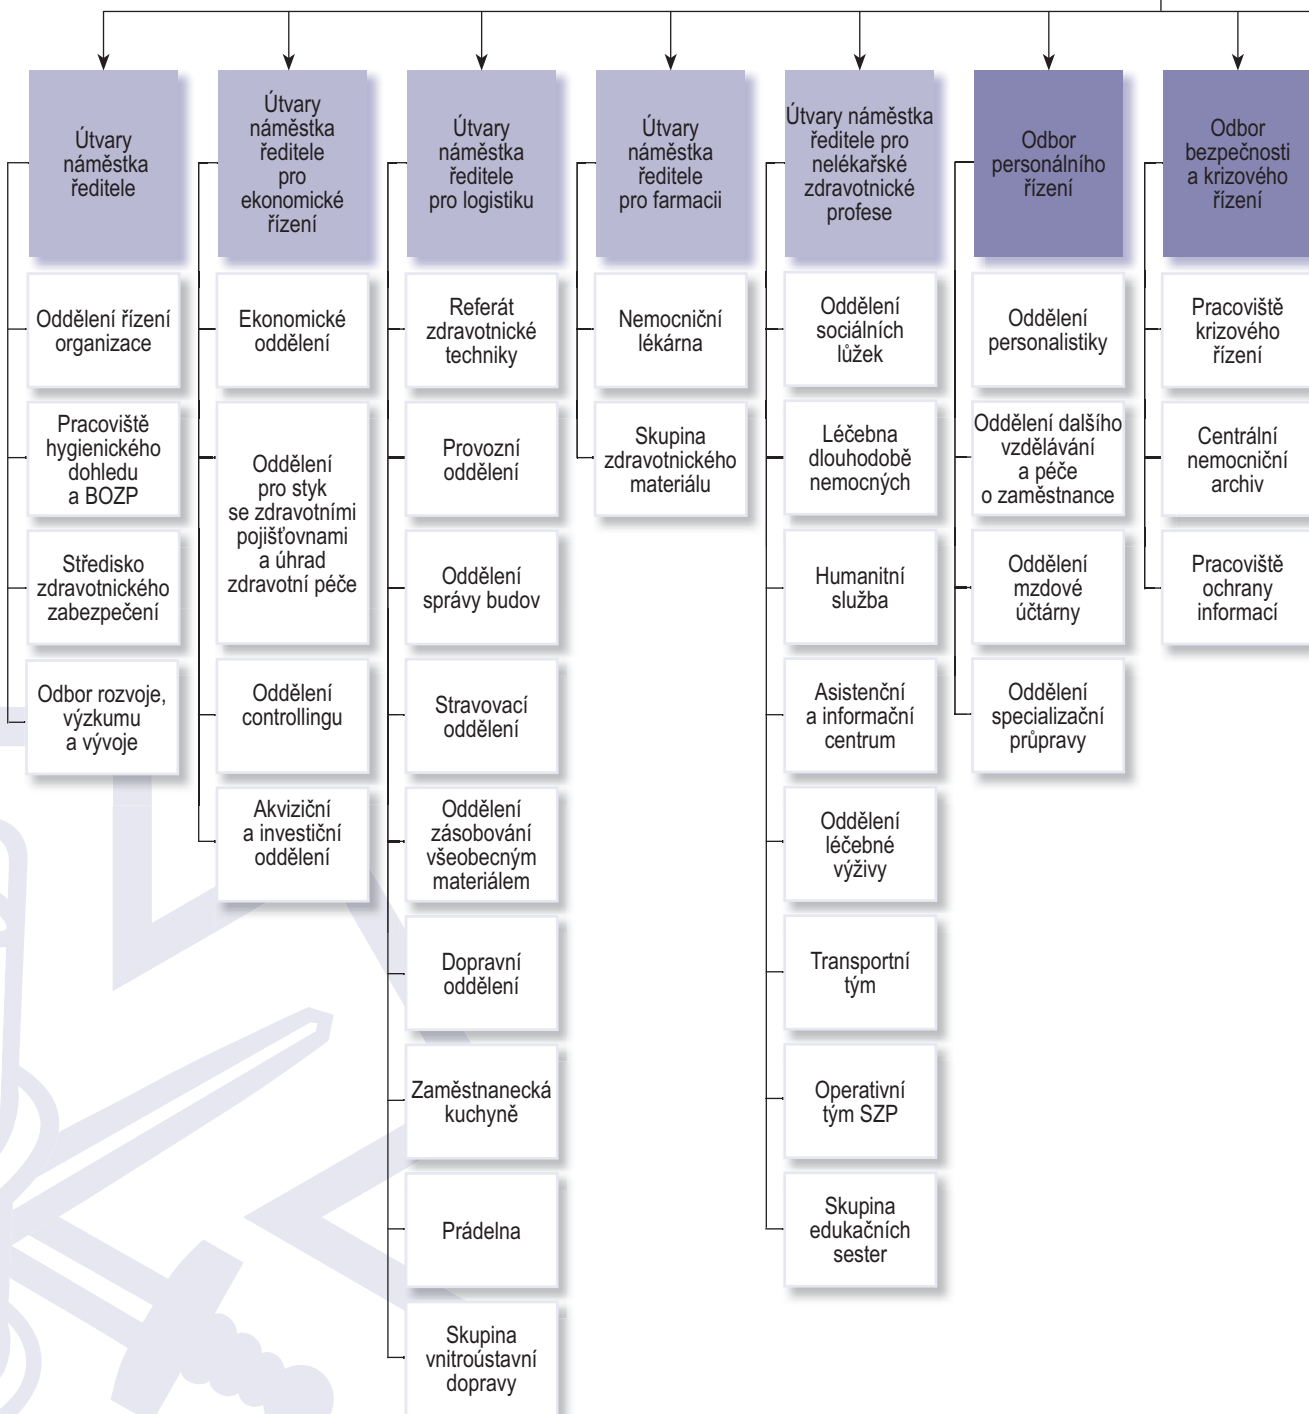 Útvary
náměstka
ředitele
Oddělení řízení
organizace
Pracoviště
hygienického
dohledu
a BOZP
Středisko
zdravotnického
zabezpečení
Odbor rozvoje,
výzkumu
a vývoje
Útvary
náměstka
ředitele
pro
ekonomické
řízení
Ekonomické
oddělení
Oddělení
pro styk
se zdravotními
pojišťovnami
a úhrad
zdravotní péče
Oddělení
controllingu
Akviziční
a investiční
oddělení
Útvary
náměstka
ředitele
pro logistiku
Referát
zdravotnické
techniky
Provozní
oddělení
Oddělení
správy budov
Stravovací
oddělení
Oddělení
zásobování
všeobecným
materiálem
Dopravní
oddělení
Zaměstnanecká
kuchyně
Prádelna
Skupina
vnitroústavní
dopravy
Útvary
náměstka
ředitele
pro farmacii
Nemocniční
lékárna
Skupina
zdravotnického
materiálu
Útvary náměstka
ředitele pro
nelékařské
zdravotnické
profese
Oddělení
sociálních
lůžek
Léčebna
dlouhodobě
nemocných
Humanitní
služba
Asistenční
a informační
centrum
Oddělení
léčebné
výživy
Transportní
tým
Operativní
tým SZP
Skupina
edukačních
sester
Odbor
personálního
řízení
Oddělení
personalistiky
Oddělení dalšího
vzdělávání
a péče
o zaměstnance
Oddělení
mzdové
účtárny
Oddělení
specializační
průpravy
Odbor
bezpečnosti
a krizového
řízení
Pracoviště
krizového
řízení
Centrální
nemocniční
archiv
Pracoviště
ochrany
informací